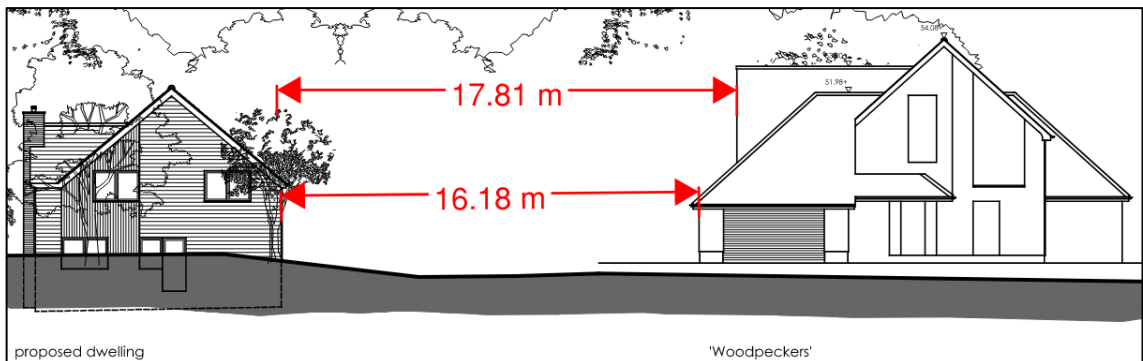 54.08+
51.98+
17.81 m
16.18 m
proposed dwelling
'Woodpeckers'